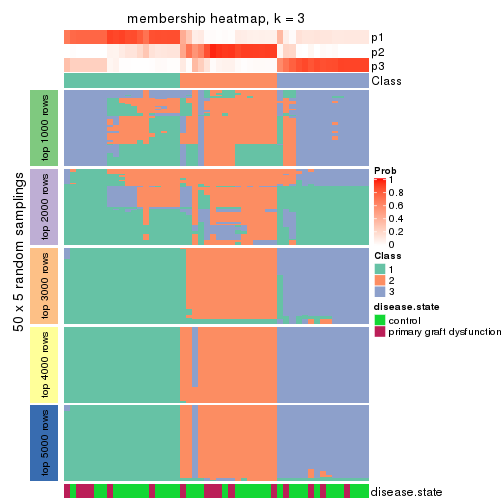 membership heatmap, k = 3
p1
p2
p3
Class
50 x 5 random samplings
top 1000 rows
top 2000 rows
top 3000 rows
top 4000 rows
top 5000 rows
Prob
1
0.8
0.6
0.4
0.2
0
Class
1
2
3
disease.state
control
primary graft dysfunction
disease.state